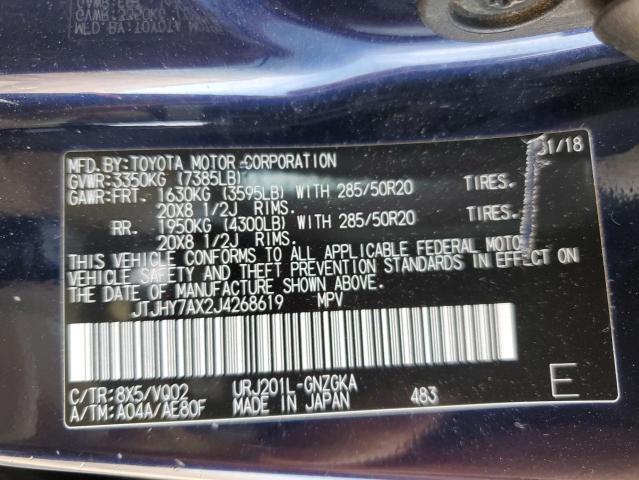 MFD.BY:TOYOTA MOTOR CORPORATION 01/18
GVWR:3350KG (7385LB)
GAWR:FRT. 1630KG (3595LB) WITH 285/50R20 TIRES.
20X8 1/2J RIMS.
RR. 1950KG (4300LB) WITH 285/50R20 TIRES.
20X8 1/2J RIMS.
THIS VEHICLE CONFORMS TO ALL APPLICABLE FEDERAL MOTOR
VEHICLE SAFETY AND THEFT PREVENTION STANDARDS IN EFFECT ON
THE DATE OF MANUFACTURE SHOWN ABOVE.
JTJHY7AX2J4268619 MPV
C/TR:8X5/VQ02 URJ201L-GNZGKA
A/TM:A04A/AE80F MADE IN JAPAN 483 E